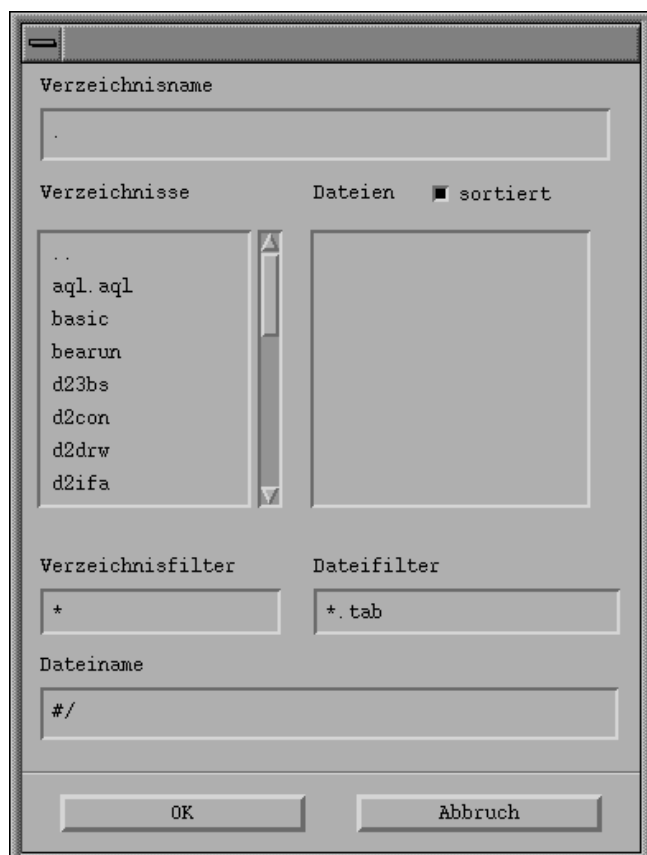 Verzeichnisname
.
Verzeichnisse
Dateien sortiert
..
aql.aql
basic
bearun
d23bs
d2con
d2drw
d2ifa
Verzeichnisfilter
Dateifilter
*
*.tab
Dateiname
#/
OK
Abbruch